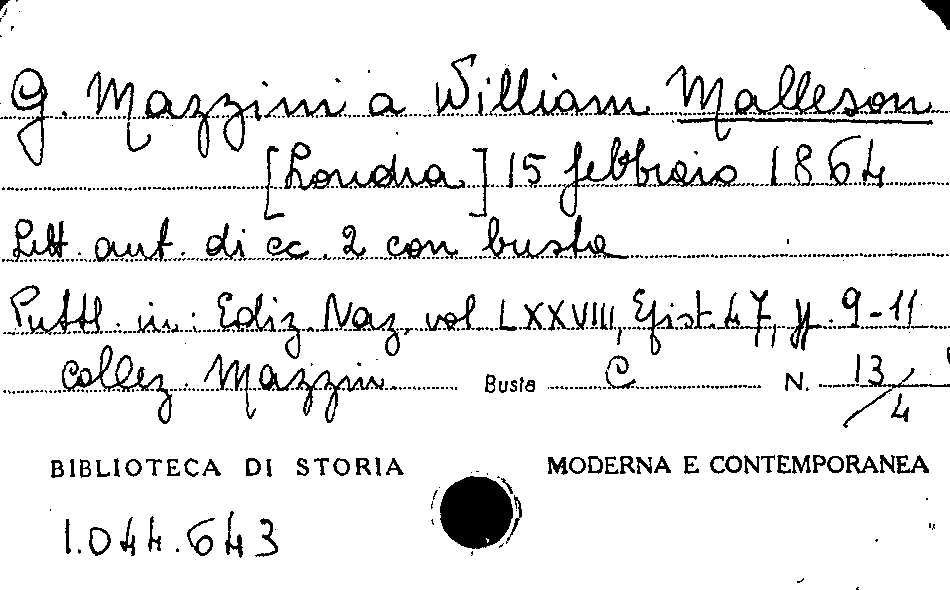 G. Mazzini a William Malleson
[Londra] 15 febbraio 1864
Lett. aut. di cc. 2 con busta
Pubbl. in: Ediz. Naz. vol LXXVIII, Epist. 47, pp. 9-11
Collez. Mazzini Busta C N. 13/4
BIBLIOTECA DI STORIA MODERNA E CONTEMPORANEA
1.044.643